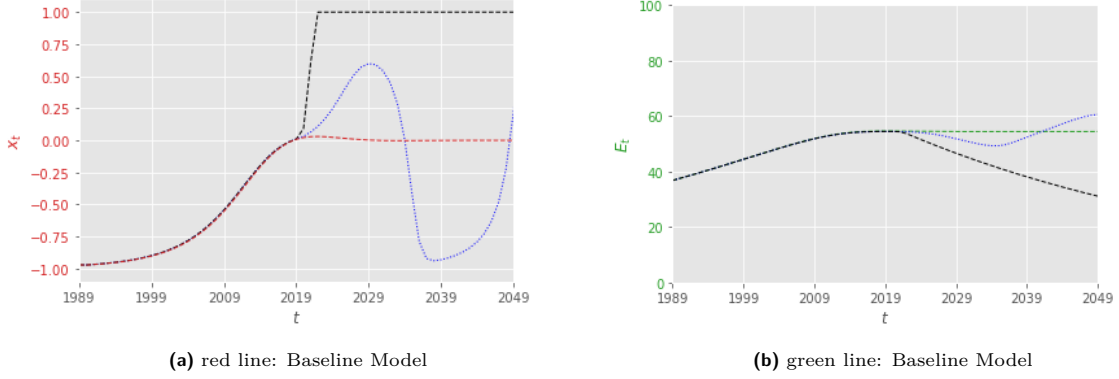 1.00
0.75
0.50
0.25
0.00
−0.25
−0.50
−0.75
−1.00
x_t
1989 1999 2009 2019 2029 2039 2049
t
(a) red line: Baseline Model
100
80
60
40
20
0
E_t
1989 1999 2009 2019 2029 2039 2049
t
(b) green line: Baseline Model